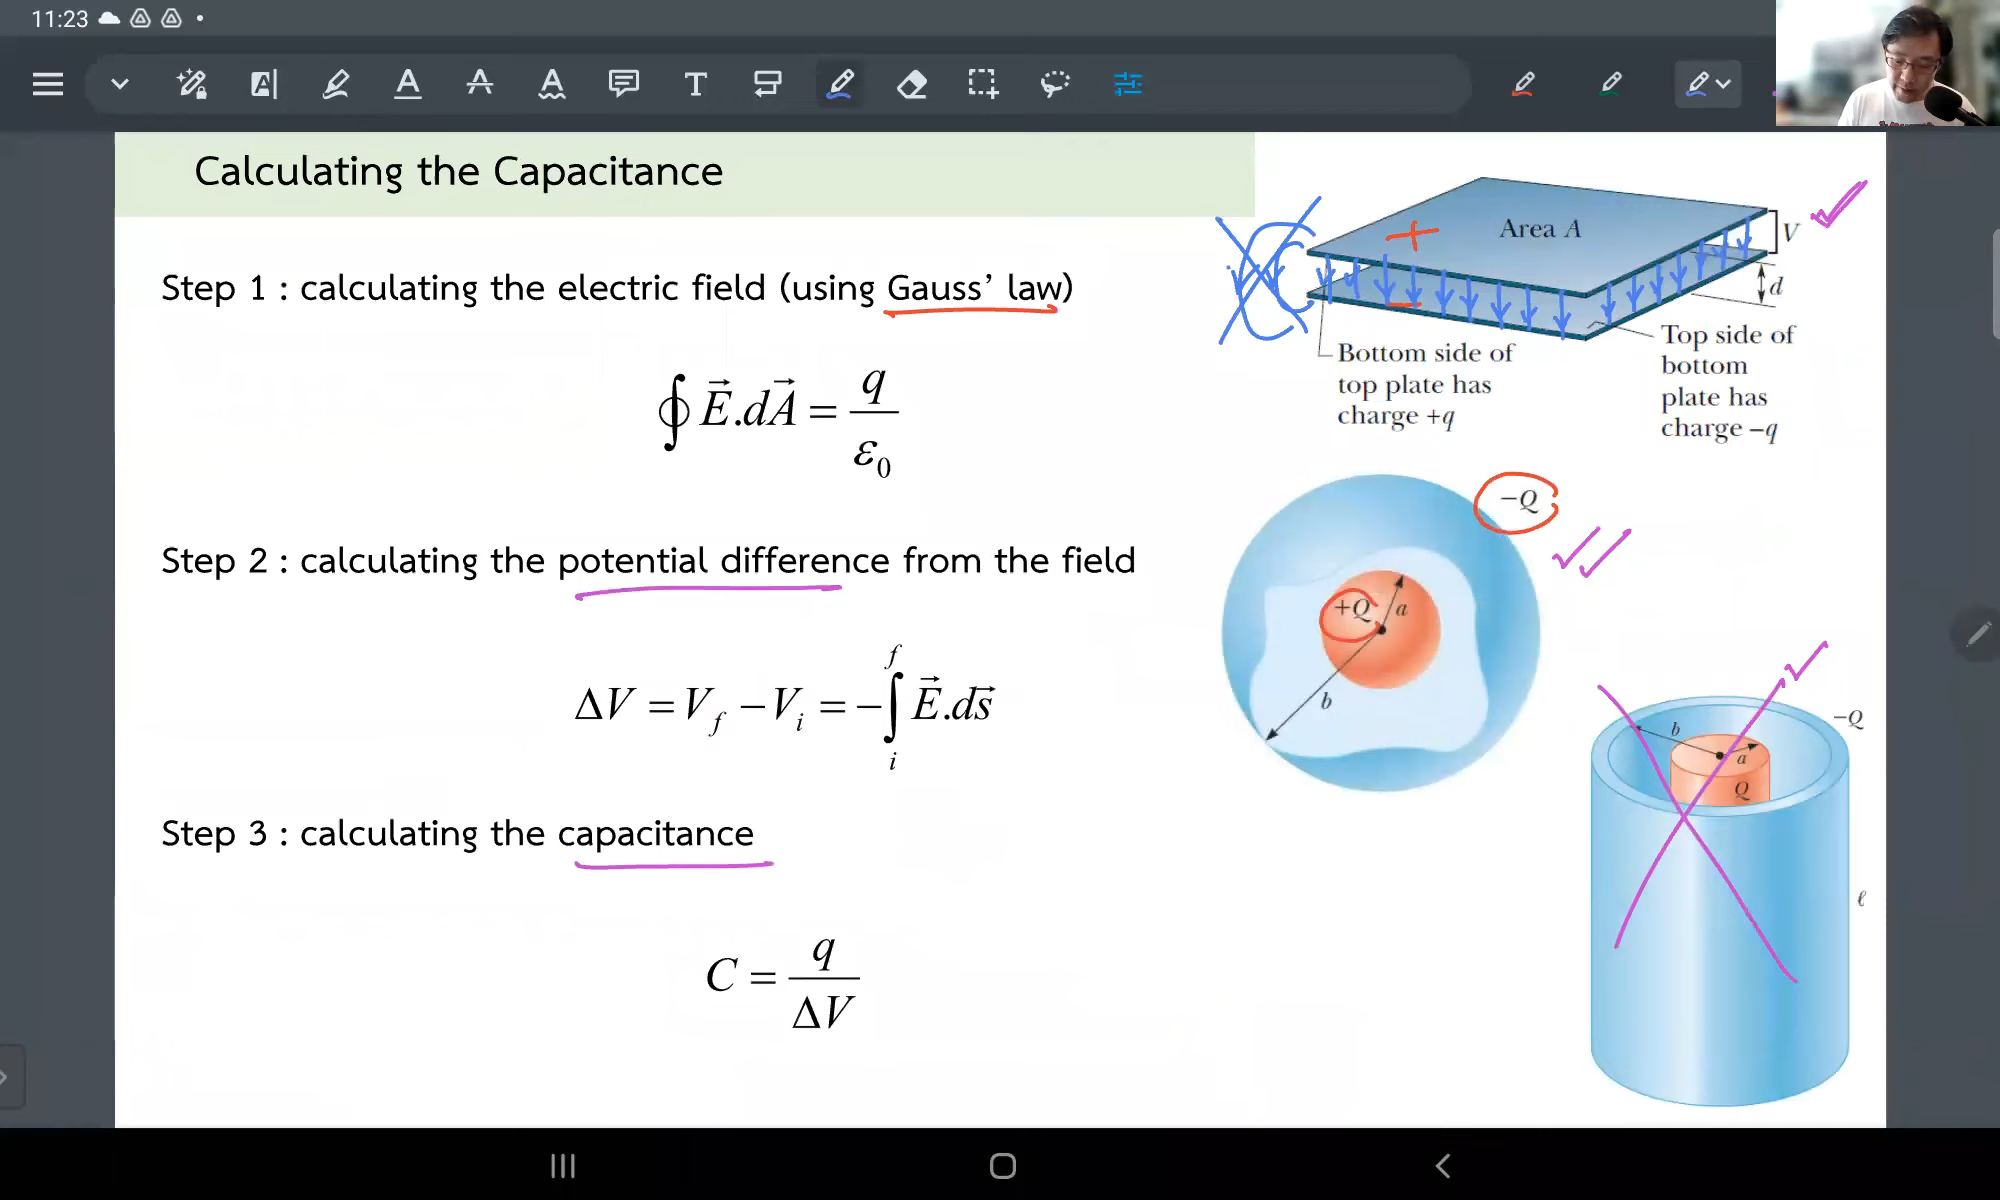 11:23
Calculating the Capacitance
Step 1 : calculating the electric field (using Gauss' law)
∮ E⃗.dA⃗ = q / ε₀
Step 2 : calculating the potential difference from the field
ΔV = V_f − V_i = −∫_i^f E⃗.ds⃗
Step 3 : calculating the capacitance
C = q / ΔV
Area A
+
V
d
−
Bottom side of
top plate has
charge +q
Top side of
bottom
plate has
charge −q
−Q
+Q
a
b
−Q
b
a
Q
ℓ